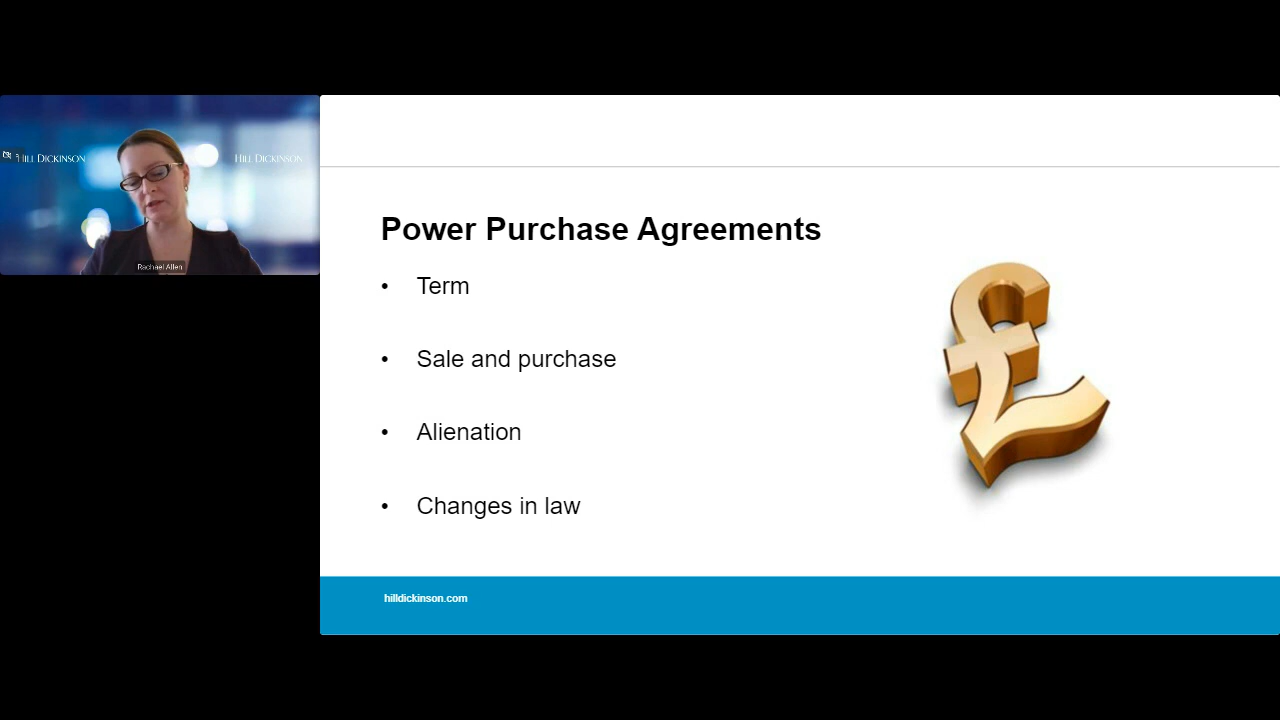 HILL DICKINSON
HILL DICKINSON
Rachael Allen
Power Purchase Agreements
• Term
• Sale and purchase
• Alienation
• Changes in law
hilldickinson.com